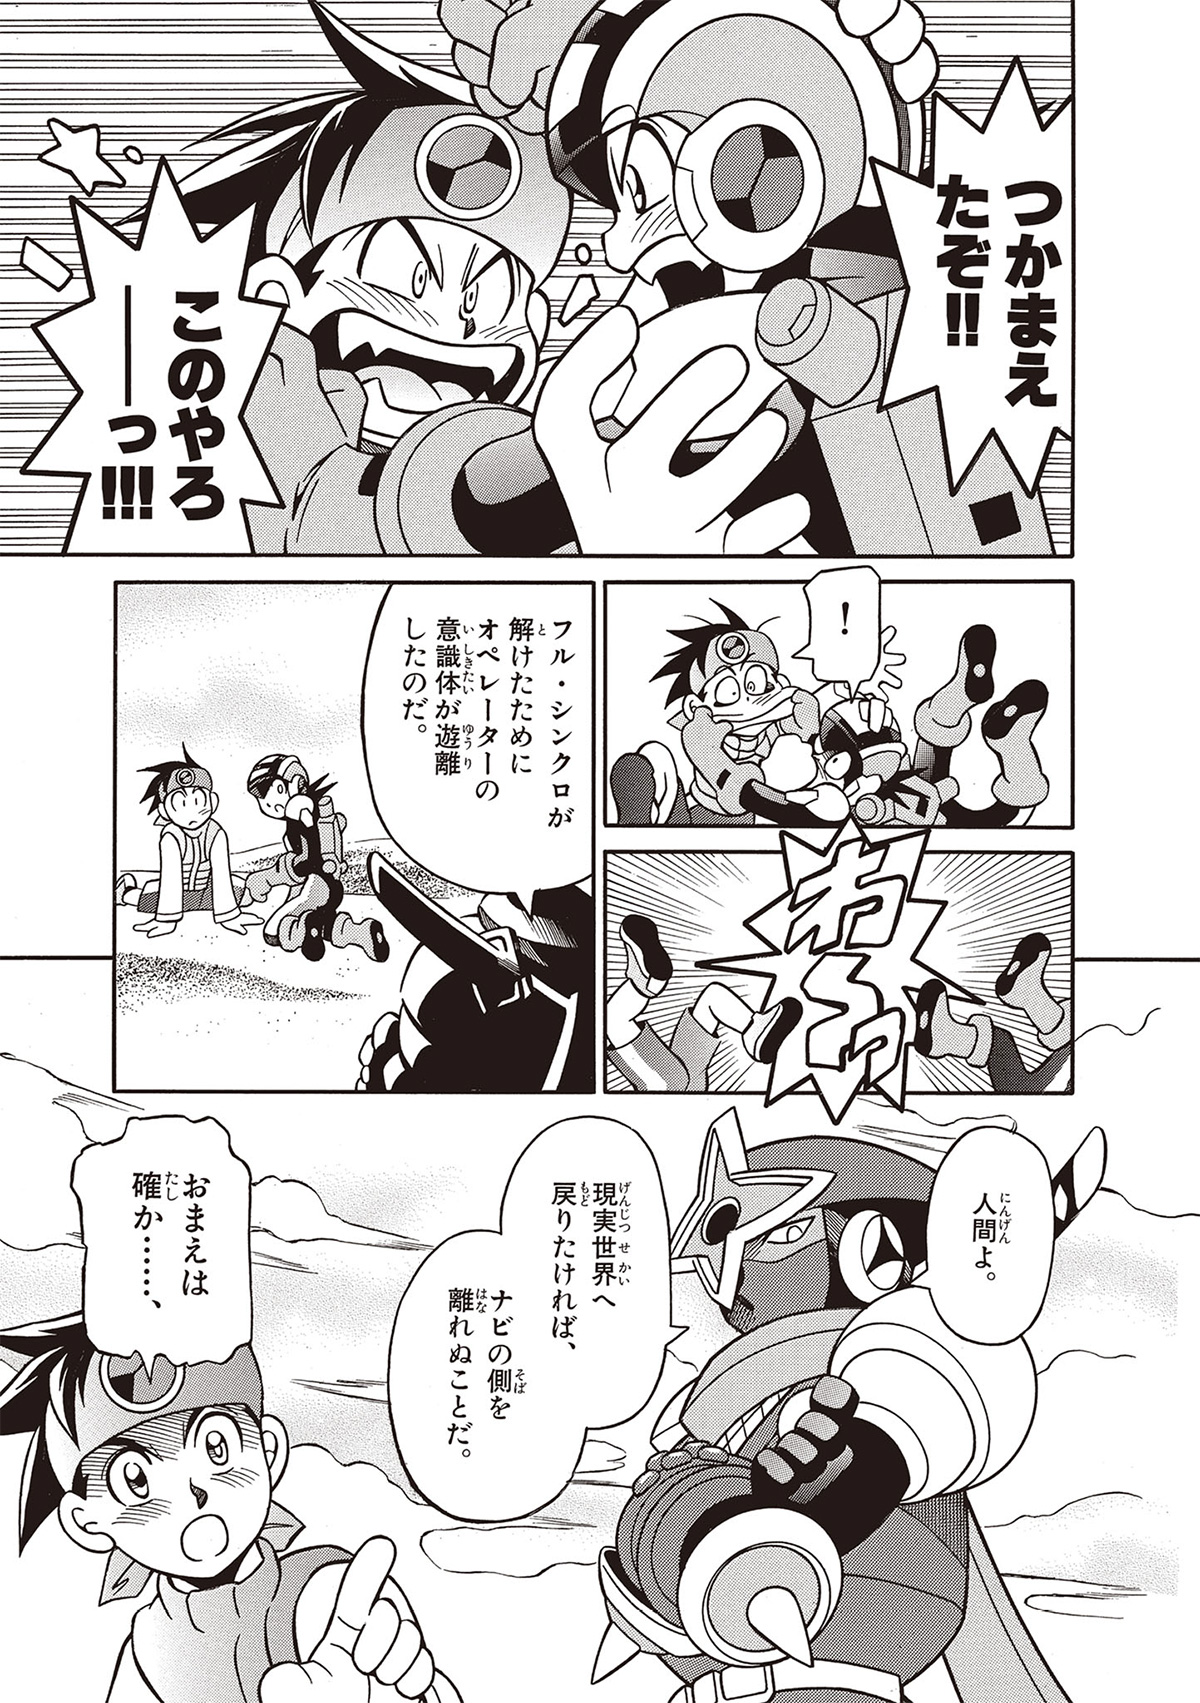 つかまえ
たぞ!!
このやろ
ーーっ!!!
!
わっ
フル・シンクロが
解けたために
オペレーターの
意識体が遊離
したのだ。
人間よ。
現実世界へ
戻りたければ、
ナビの側を
離れぬことだ。
おまえは
確か………、